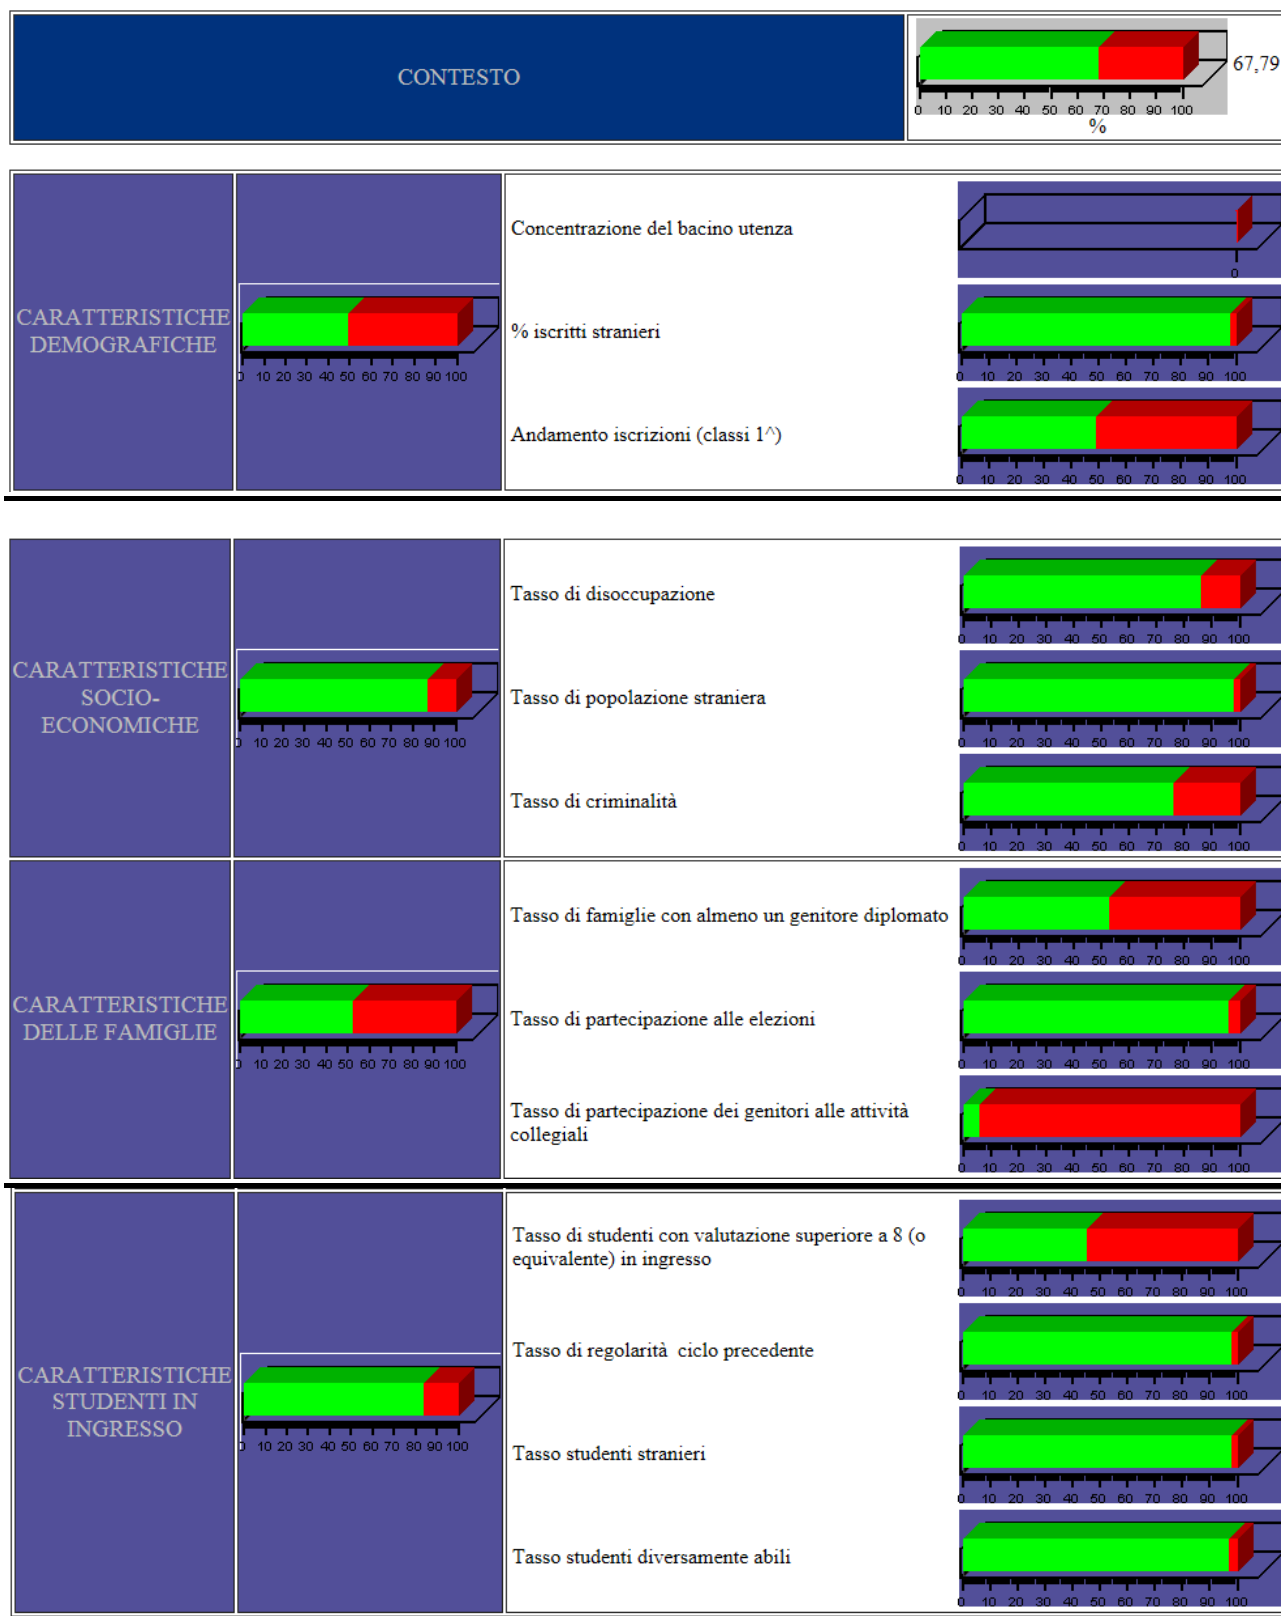 CONTESTO
67,79
0 10 20 30 40 50 60 70 80 90 100
%
CARATTERISTICHE
DEMOGRAFICHE
0 10 20 30 40 50 60 70 80 90 100
Concentrazione del bacino utenza
0
% iscritti stranieri
0 10 20 30 40 50 60 70 80 90 100
Andamento iscrizioni (classi 1^)
0 10 20 30 40 50 60 70 80 90 100
CARATTERISTICHE
SOCIO-
ECONOMICHE
0 10 20 30 40 50 60 70 80 90 100
Tasso di disoccupazione
0 10 20 30 40 50 60 70 80 90 100
Tasso di popolazione straniera
0 10 20 30 40 50 60 70 80 90 100
Tasso di criminalità
0 10 20 30 40 50 60 70 80 90 100
CARATTERISTICHE
DELLE FAMIGLIE
0 10 20 30 40 50 60 70 80 90 100
Tasso di famiglie con almeno un genitore diplomato
0 10 20 30 40 50 60 70 80 90 100
Tasso di partecipazione alle elezioni
0 10 20 30 40 50 60 70 80 90 100
Tasso di partecipazione dei genitori alle attività
collegiali
0 10 20 30 40 50 60 70 80 90 100
CARATTERISTICHE
STUDENTI IN
INGRESSO
0 10 20 30 40 50 60 70 80 90 100
Tasso di studenti con valutazione superiore a 8 (o
equivalente) in ingresso
0 10 20 30 40 50 60 70 80 90 100
Tasso di regolarità ciclo precedente
0 10 20 30 40 50 60 70 80 90 100
Tasso studenti stranieri
0 10 20 30 40 50 60 70 80 90 100
Tasso studenti diversamente abili
0 10 20 30 40 50 60 70 80 90 100